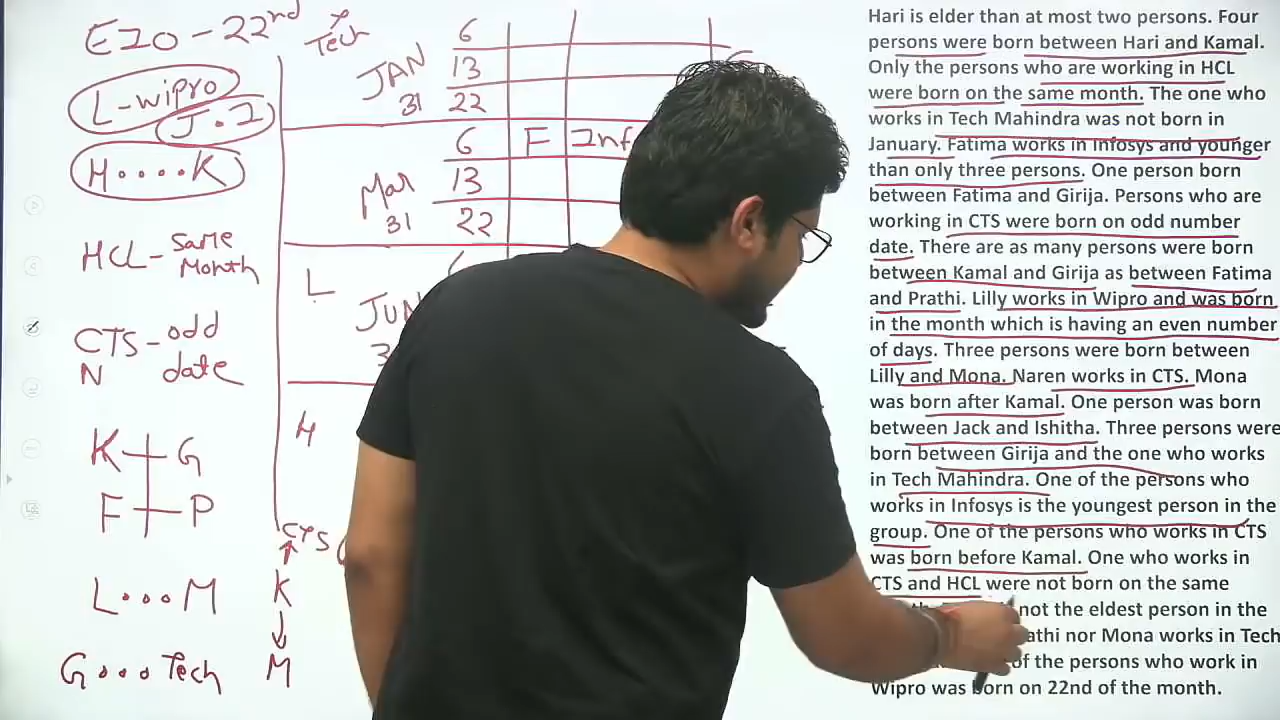 EIO - 22nd
x Tech
L-wipro
J . I
H . . . . K
HCL - Same Month
CTS - odd date
N
K G
F P
L . . . M
G . . . Tech
CTS
K
M
JAN 31
6
13
22
Mar 31
6 F Inf
13
22
L
JUN
H
Hari is elder than at most two persons. Four
persons were born between Hari and Kamal.
Only the persons who are working in HCL
were born on the same month. The one who
works in Tech Mahindra was not born in
January. Fatima works in Infosys and younger
than only three persons. One person born
between Fatima and Girija. Persons who are
working in CTS were born on odd number
date. There are as many persons were born
between Kamal and Girija as between Fatima
and Prathi. Lilly works in Wipro and was born
in the month which is having an even number
of days. Three persons were born between
Lilly and Mona. Naren works in CTS. Mona
was born after Kamal. One person was born
between Jack and Ishitha. Three persons were
born between Girija and the one who works
in Tech Mahindra. One of the persons who
works in Infosys is the youngest person in the
group. One of the persons who works in CTS
was born before Kamal. One who works in
CTS and HCL were not born on the same
not the eldest person in the
nor Mona works in Tech
of the persons who work in
Wipro was born on 22nd of the month.